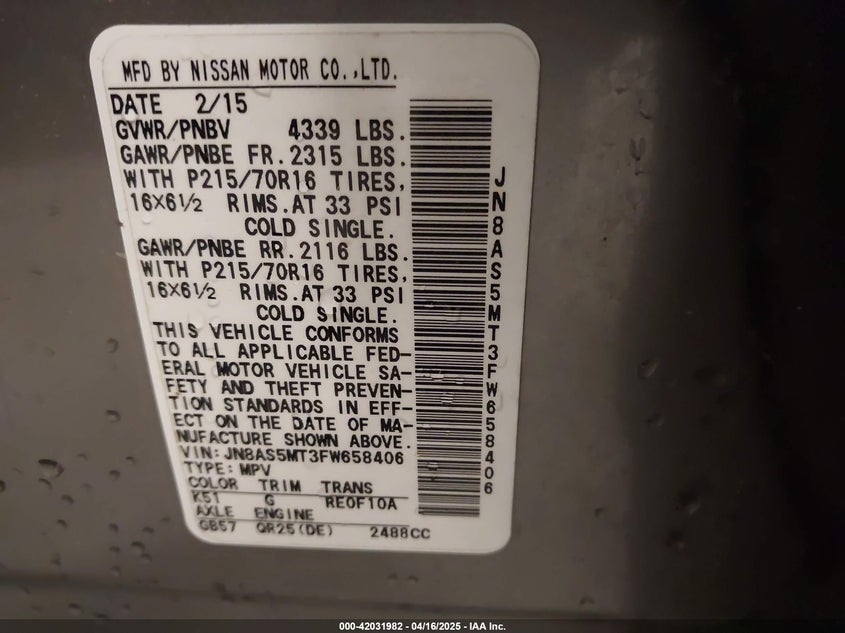 MFD BY NISSAN MOTOR CO.,LTD.
DATE 2/15
GVWR/PNBV 4339 LBS.
GAWR/PNBE FR. 2315 LBS.
WITH P215/70R16 TIRES,
16X6½ RIMS.AT 33 PSI
COLD SINGLE.
GAWR/PNBE RR. 2116 LBS.
WITH P215/70R16 TIRES,
16X6½ RIMS.AT 33 PSI
COLD SINGLE.
THIS VEHICLE CONFORMS
TO ALL APPLICABLE FED-
ERAL MOTOR VEHICLE SA-
FETY AND THEFT PREVEN-
TION STANDARDS IN EFF-
ECT ON THE DATE OF MA-
NUFACTURE SHOWN ABOVE.
VIN: JN8AS5MT3FW658406
TYPE: MPV
COLOR TRIM TRANS
K51 G RE0F10A
AXLE ENGINE
GB57 QR25(DE) 2488CC
JN8AS5MT3FW658406
000-42031982 - 04/16/2025 - IAA Inc.